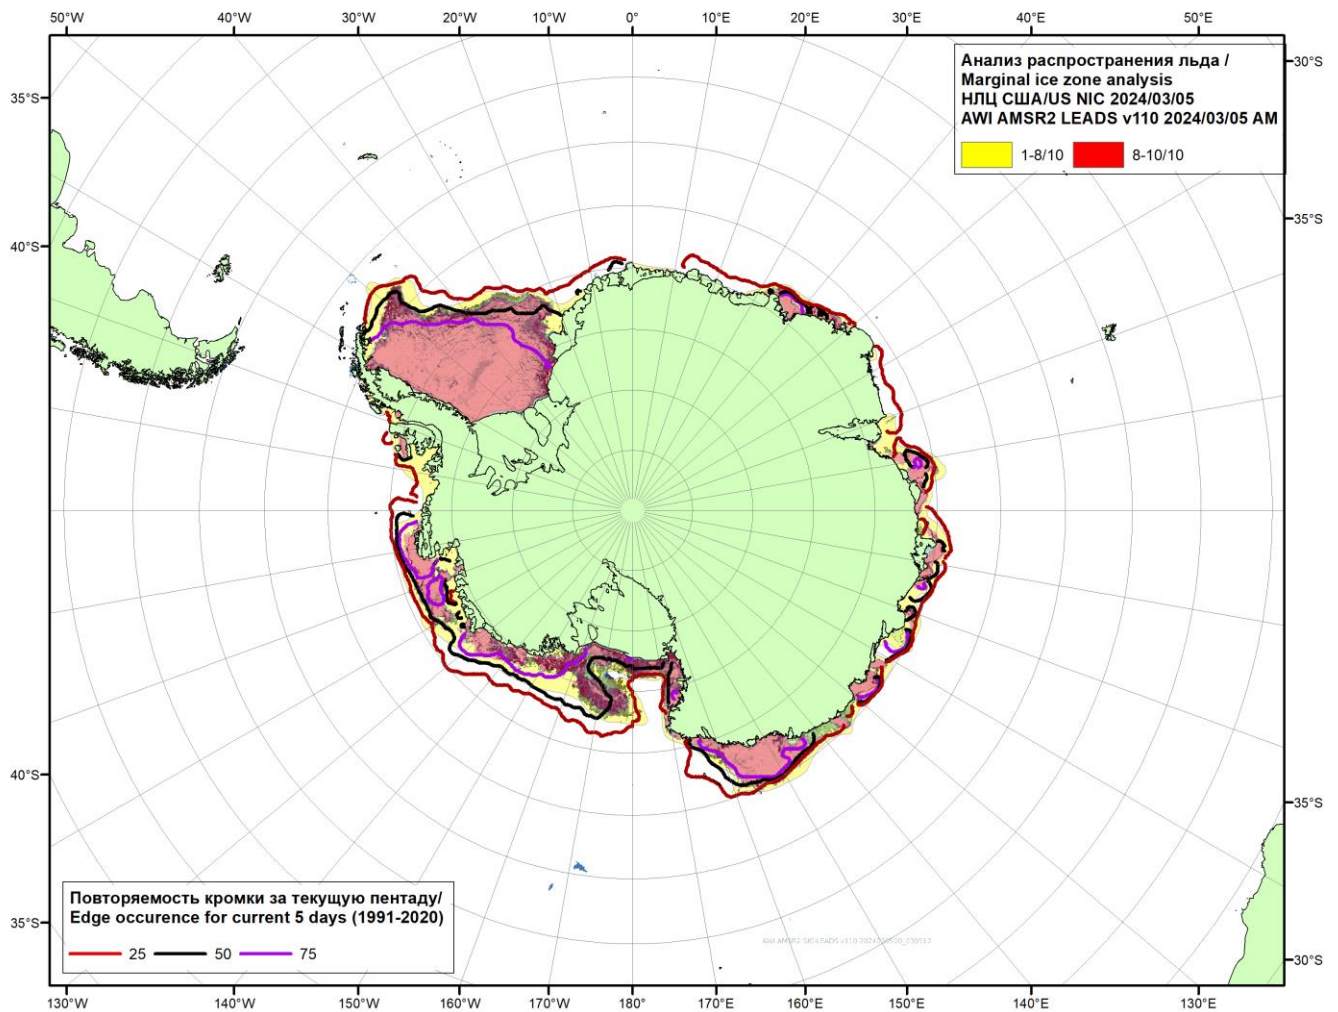 50°W 40°W 30°W 20°W 10°W 0° 10°E 20°E 30°E 40°E 50°E
Анализ распространения льда /
Marginal ice zone analysis
НЛЦ США/US NIC 2024/03/05
AWI AMSR2 LEADS v110 2024/03/05 AM
1-8/10 8-10/10
30°S
35°S
35°S
40°S
40°S
35°S
Повторяемость кромки за текущую пентаду/
Edge occurence for current 5 days (1991-2020)
25 50 75
35°S
30°S
130°W 140°W 150°W 160°W 170°W 180° 170°E 160°E 150°E 140°E 130°E